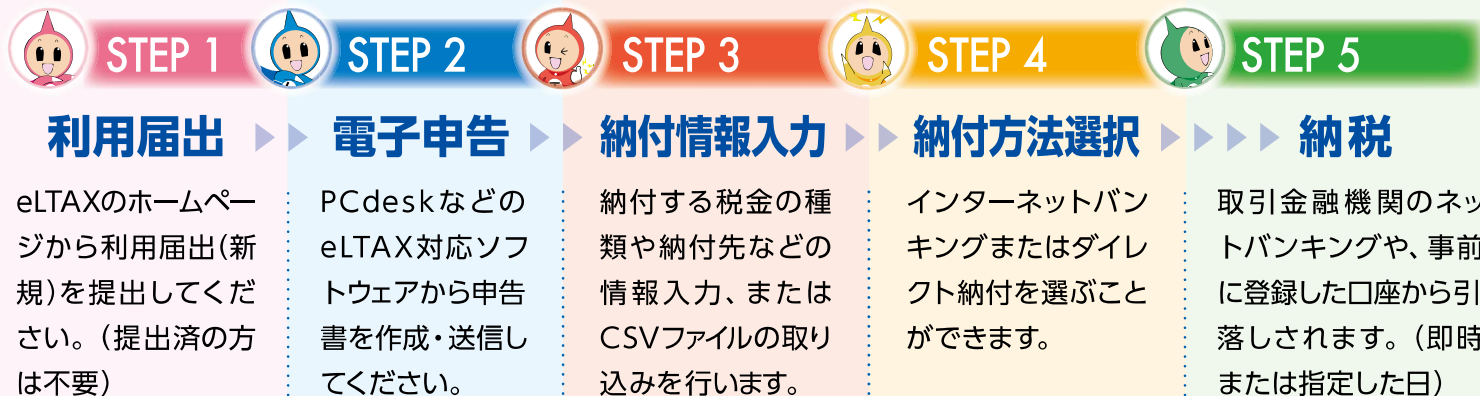 STEP 1
利用届出
eLTAXのホームペー
ジから利用届出(新
規)を提出してくだ
さい。(提出済の方
は不要)
STEP 2
電子申告
PCdeskなどの
eLTAX対応ソフ
トウェアから申告
書を作成・送信し
てください。
STEP 3
納付情報入力
納付する税金の種
類や納付先などの
情報入力、または
CSVファイルの取り
込みを行います。
STEP 4
納付方法選択
インターネットバン
キングまたはダイレ
クト納付を選ぶこと
ができます。
STEP 5
納税
取引金融機関のネッ
トバンキングや、事前
に登録した口座から引
落しされます。(即時
または指定した日)